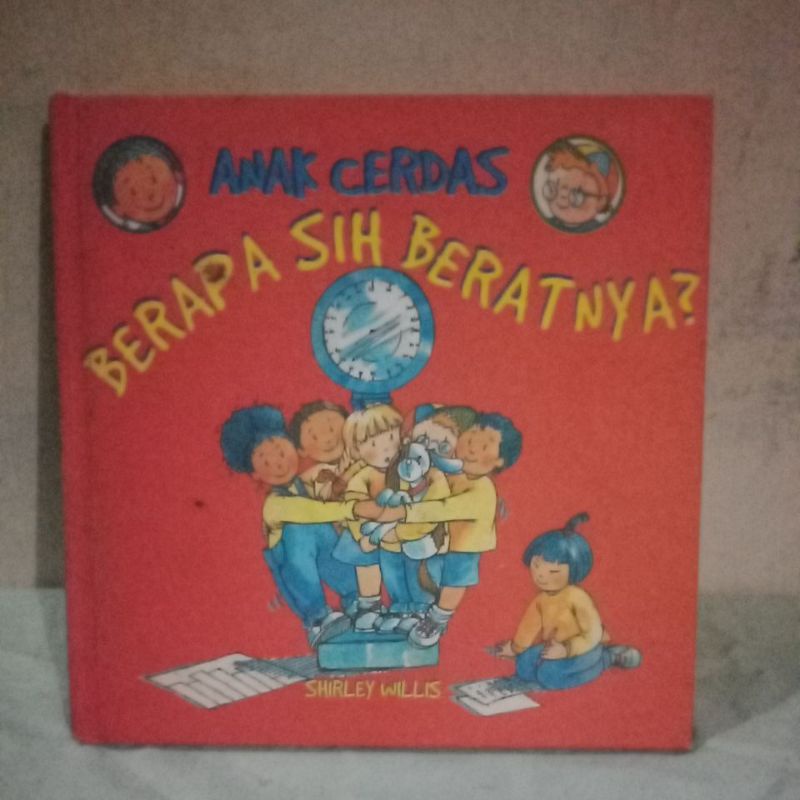 ANAK CERDAS
BERAPA SIH BERATNYA?
SHIRLEY WILLIS